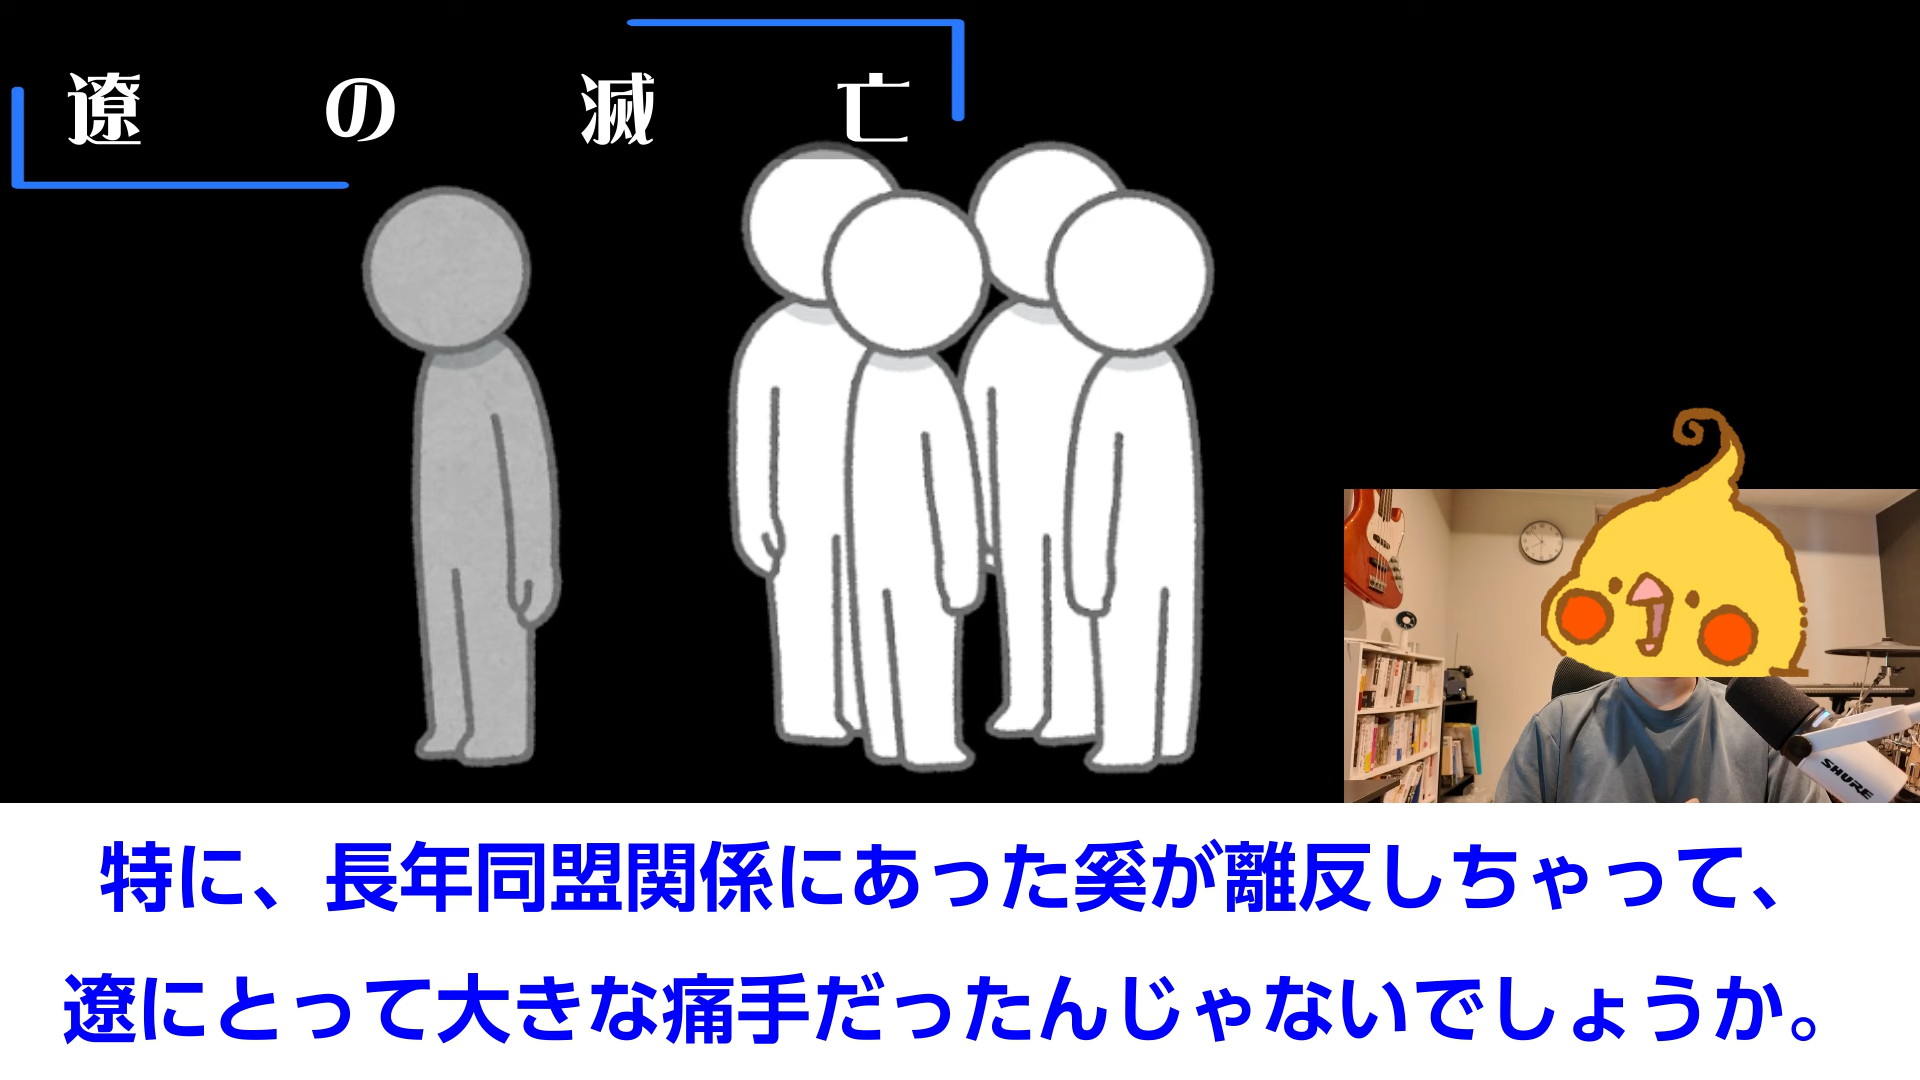 遼の滅亡
SHURE
特に、長年同盟関係にあった奚が離反しちゃって、
遼にとって大きな痛手だったんじゃないでしょうか。